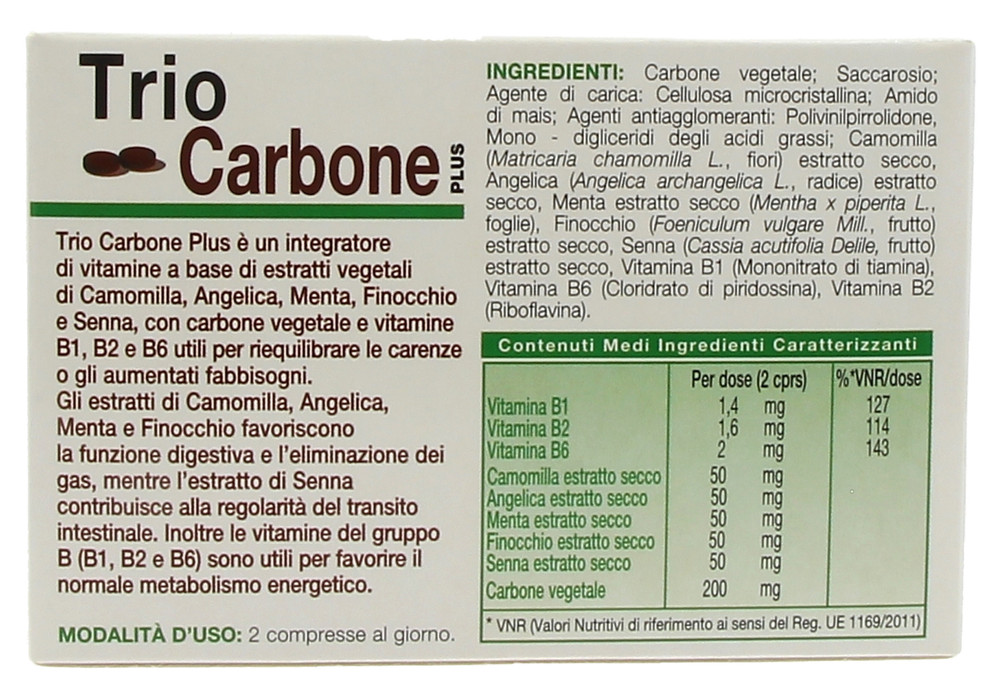 Trio
Carbone PLUS
Trio Carbone Plus è un integratore
di vitamine a base di estratti vegetali
di Camomilla, Angelica, Menta, Finocchio
e Senna, con carbone vegetale e vitamine
B1, B2 e B6 utili per riequilibrare le carenze
o gli aumentati fabbisogni.
Gli estratti di Camomilla, Angelica,
Menta e Finocchio favoriscono
la funzione digestiva e l'eliminazione dei
gas, mentre l'estratto di Senna
contribuisce alla regolarità del transito
intestinale. Inoltre le vitamine del gruppo
B (B1, B2 e B6) sono utili per favorire il
normale metabolismo energetico.
MODALITÀ D'USO: 2 compresse al giorno.
INGREDIENTI: Carbone vegetale; Saccarosio;
Agente di carica: Cellulosa microcristallina; Amido
di mais; Agenti antiagglomeranti: Polivinilpirrolidone,
Mono - digliceridi degli acidi grassi; Camomilla
(Matricaria chamomilla L., fiori) estratto secco,
Angelica (Angelica archangelica L., radice) estratto
secco, Menta estratto secco (Mentha x piperita L.,
foglie), Finocchio (Foeniculum vulgare Mill., frutto)
estratto secco, Senna (Cassia acutifolia Delile, frutto)
estratto secco, Vitamina B1 (Mononitrato di tiamina),
Vitamina B6 (Cloridrato di piridossina), Vitamina B2
(Riboflavina).
Contenuti Medi Ingredienti Caratterizzanti
Per dose (2 cprs) %*VNR/dose
Vitamina B1 1,4 mg 127
Vitamina B2 1,6 mg 114
Vitamina B6 2 mg 143
Camomilla estratto secco 50 mg
Angelica estratto secco 50 mg
Menta estratto secco 50 mg
Finocchio estratto secco 50 mg
Senna estratto secco 50 mg
Carbone vegetale 200 mg
* VNR (Valori Nutritivi di riferimento ai sensi del Reg. UE 1169/2011)